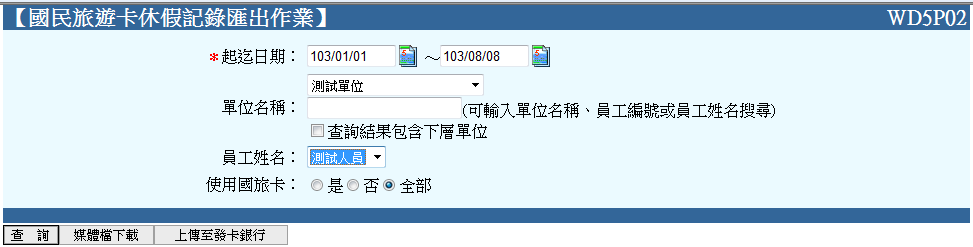 【國民旅遊卡休假記錄匯出作業】 WD5P02
*起迄日期： 103/01/01 ～ 103/08/08
測試單位
單位名稱： (可輸入單位名稱、員工編號或員工姓名搜尋)
查詢結果包含下層單位
員工姓名： 測試人員
使用國旅卡： 是 否 全部
查 詢 媒體檔下載 上傳至發卡銀行